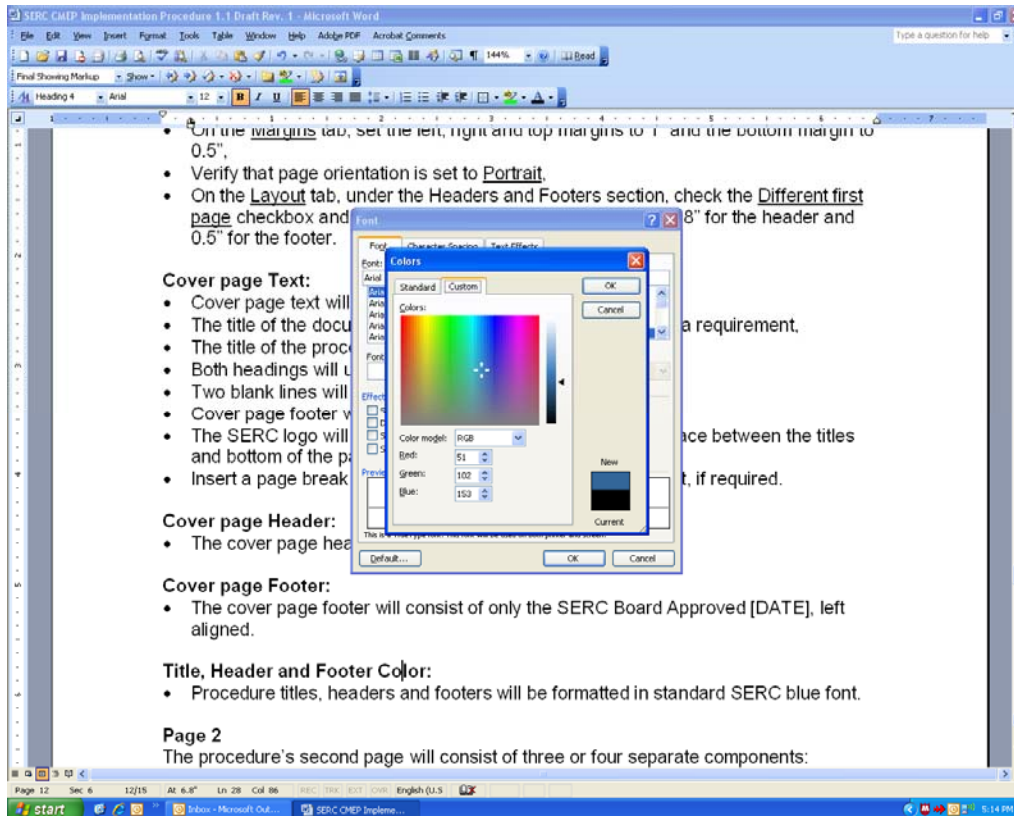 SERC CMEP Implementation Procedure 1.1 Draft Rev. 1 - Microsoft Word
File Edit View Insert Format Tools Table Window Help Adobe PDF Acrobat Comments
Type a question for help
144% Read
Final Showing Markup Show
Heading 4 Arial 12 B I U
On the Margins tab, set the left, right and top margins to 1" and the bottom margin to
0.5",
• Verify that page orientation is set to Portrait,
• On the Layout tab, under the Headers and Footers section, check the Different first
page checkbox and 8" for the header and
0.5" for the footer.
Font
Font Character Spacing Text Effects
Font:
Arial
Colors
Standard Custom
OK
Cancel
Colors:
Color model: RGB
Red: 51
Green: 102
Blue: 153
New
Current
Effect
Default... OK Cancel
Cover page Text:
• Cover page text will
• The title of the docu a requirement,
• The title of the proce
• Both headings will u
• Two blank lines will
• Cover page footer w
• The SERC logo will ace between the titles
and bottom of the pa
• Insert a page break t, if required.
Cover page Header:
• The cover page hea
Cover page Footer:
• The cover page footer will consist of only the SERC Board Approved [DATE], left
aligned.
Title, Header and Footer Color:
• Procedure titles, headers and footers will be formatted in standard SERC blue font.
Page 2
The procedure's second page will consist of three or four separate components:
Page 12 Sec 6 12/15 At 6.8" Ln 28 Col 86 REC TRK EXT OVR English (U.S
start Inbox - Microsoft Out... SERC CMEP Impleme... 5:14 PM